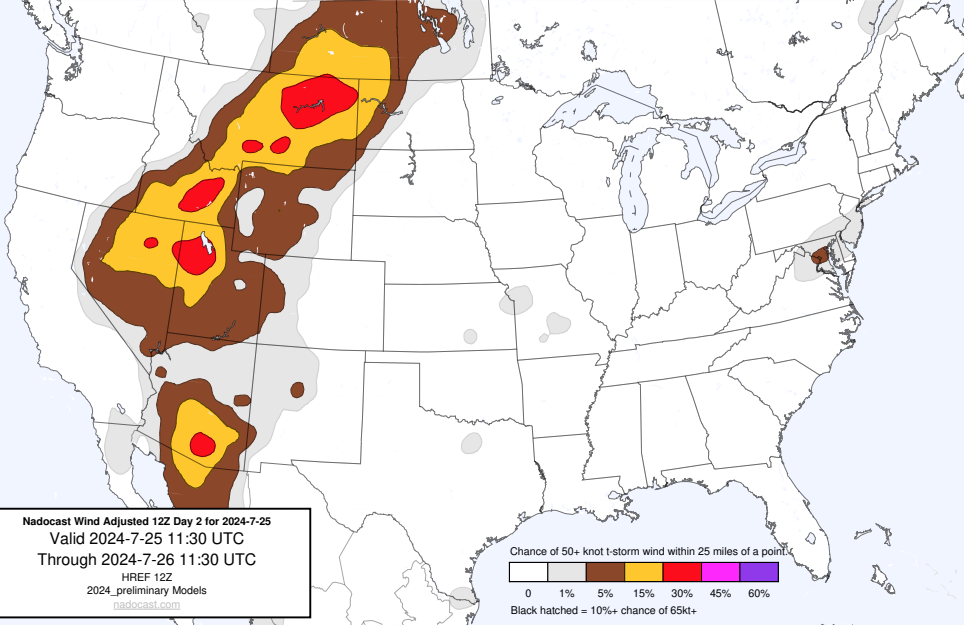 Nadocast Wind Adjusted 12Z Day 2 for 2024-7-25
Valid 2024-7-25 11:30 UTC
Through 2024-7-26 11:30 UTC
HREF 12Z
2024_preliminary Models
nadocast.com
Chance of 50+ knot t-storm wind within 25 miles of a point.
0 1% 5% 15% 30% 45% 60%
Black hatched = 10%+ chance of 65kt+